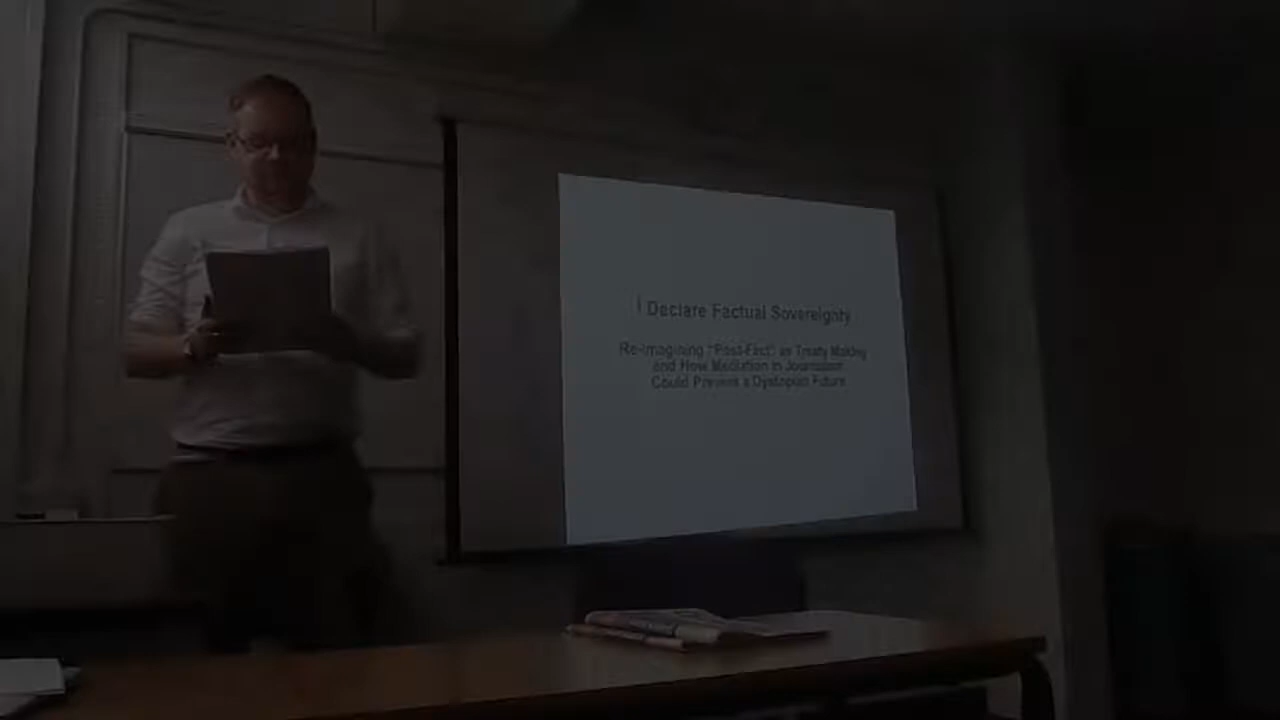 I Declare Factual Sovereignty
Re-Imagining "Post-Fact" as Treaty Making
and How Mediation in Journalism
Could Prevent a Dystopian Future